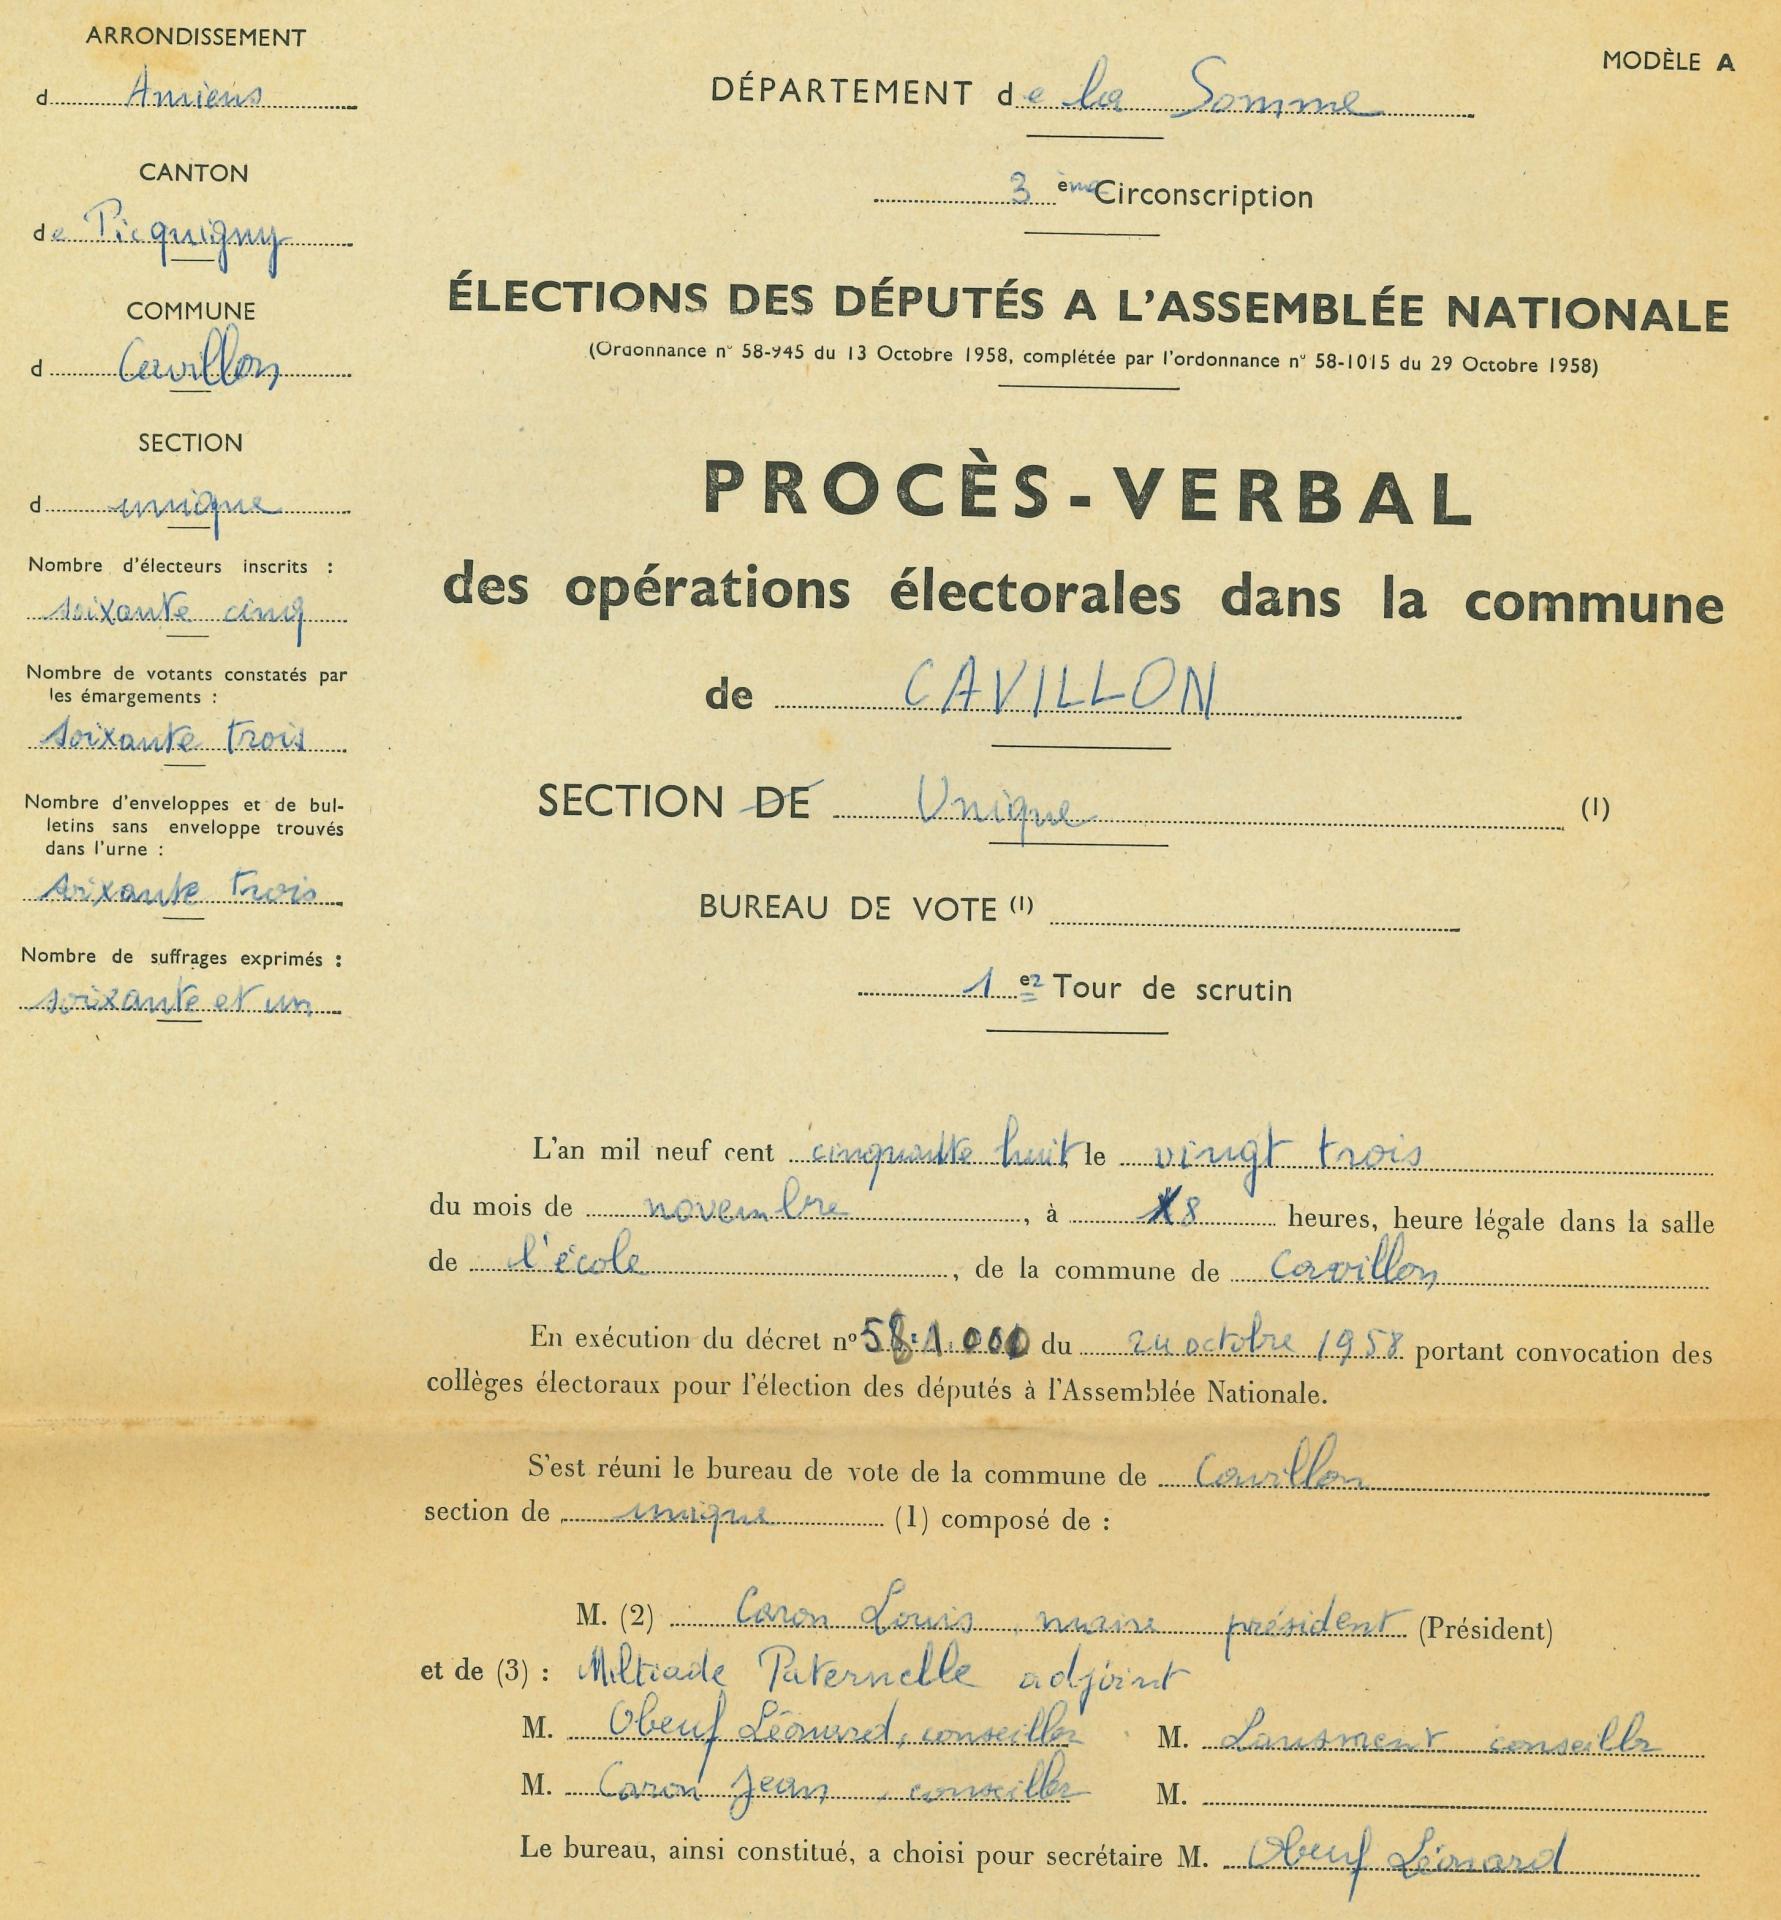 ARRONDISSEMENT
d Amiens
CANTON
de Picquigny
COMMUNE
d Cavillon
SECTION
d unique
Nombre d'électeurs inscrits :
soixante cinq
Nombre de votants constatés par
les émargements :
soixante trois
Nombre d'enveloppes et de bul-
letins sans enveloppe trouvés
dans l'urne :
soixante trois
Nombre de suffrages exprimés :
soixante et un
MODÈLE A
DÉPARTEMENT de la Somme
3 ème Circonscription
ÉLECTIONS DES DÉPUTÉS A L'ASSEMBLÉE NATIONALE
(Ordonnance n° 58-945 du 13 Octobre 1958, complétée par l'ordonnance n° 58-1015 du 29 Octobre 1958)
PROCÈS-VERBAL
des opérations électorales dans la commune
de CAVILLON
SECTION DE Unique (1)
BUREAU DE VOTE (1)
1 er Tour de scrutin
L'an mil neuf cent cinquante huit le vingt trois
du mois de novembre, à 8 heures, heure légale dans la salle
de l'école, de la commune de Cavillon
En exécution du décret n° 58.1.001 du 24 octobre 1958 portant convocation des
collèges électoraux pour l'élection des députés à l'Assemblée Nationale.
S'est réuni le bureau de vote de la commune de Cavillon
section de unique (1) composé de :
M. (2) Caron Louis, maire président (Président)
et de (3) : Miltiade Paternelle adjoint
M. Obeuf Léonard, conseiller M. conseiller
M. Caron Jean, conseiller M.
Le bureau, ainsi constitué, a choisi pour secrétaire M. Obeuf Léonard